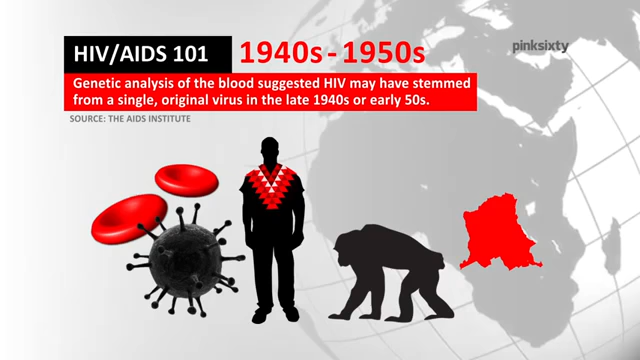 HIV/AIDS 101
1940s - 1950s
pinksixty
Genetic analysis of the blood suggested HIV may have stemmed
from a single, original virus in the late 1940s or early 50s.
SOURCE: THE AIDS INSTITUTE